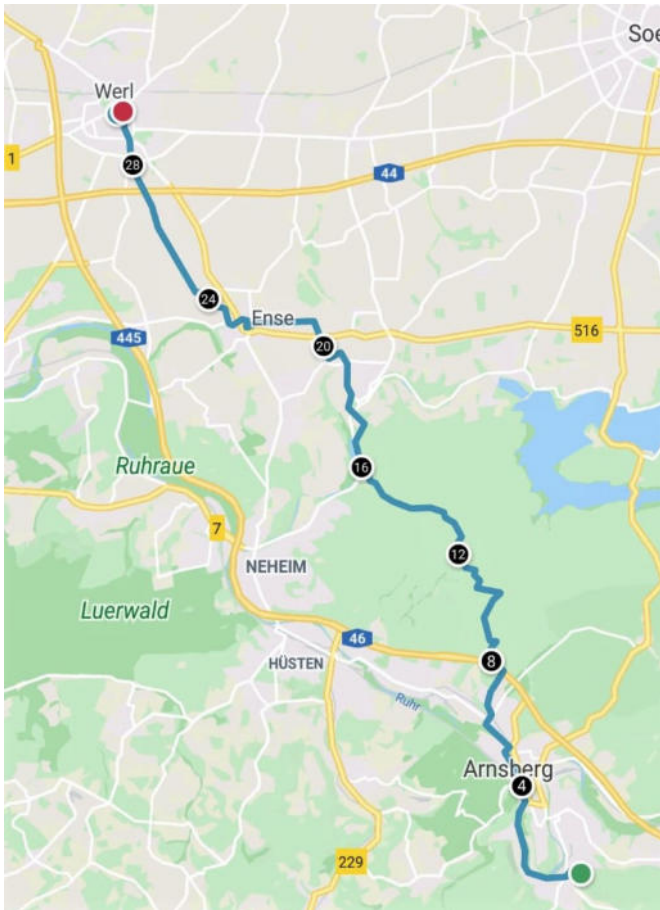 Soe
Werl
1
28
44
24
Ense
20
516
445
16
Ruhraue
7
12
NEHEIM
Luerwald
46
8
HÜSTEN
Ruhr
Arnsberg
4
229